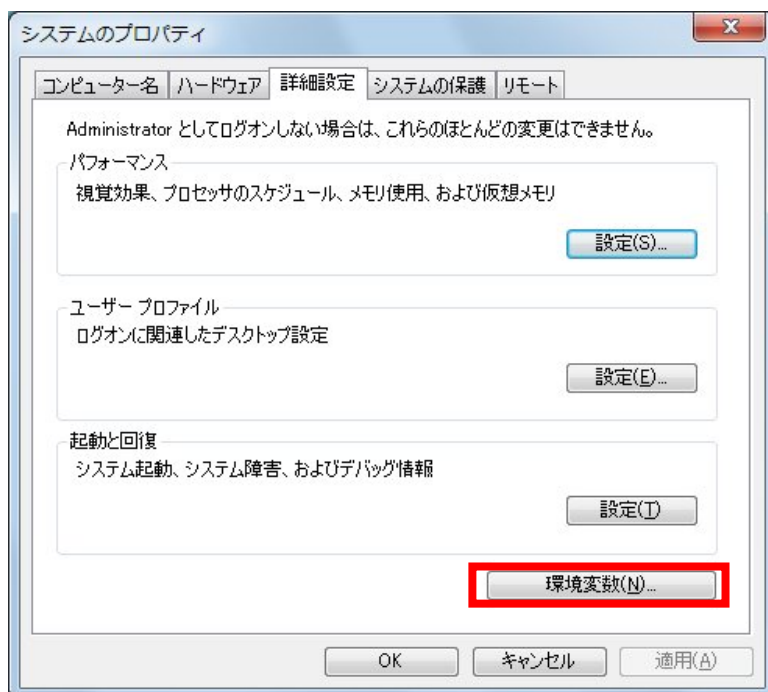 システムのプロパティ
コンピューター名 ハードウェア 詳細設定 システムの保護 リモート
Administrator としてログオンしない場合は、これらのほとんどの変更はできません。
パフォーマンス
視覚効果、プロセッサのスケジュール、メモリ使用、および仮想メモリ
設定(S)...
ユーザー プロファイル
ログオンに関連したデスクトップ設定
設定(E)...
起動と回復
システム起動、システム障害、およびデバッグ情報
設定(T)
環境変数(N)...
OK キャンセル 適用(A)